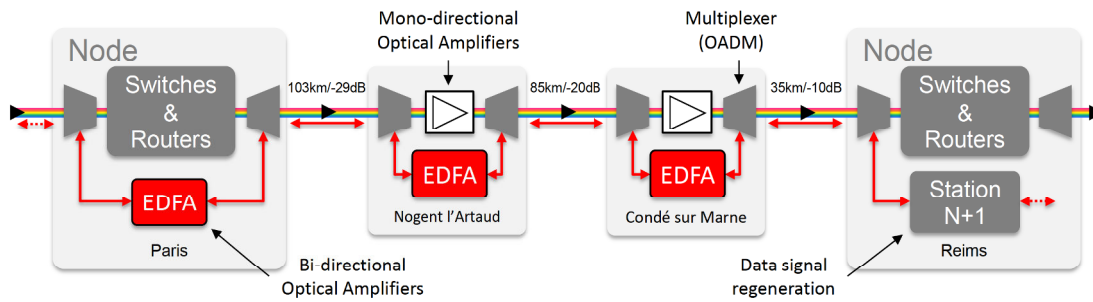 Mono-directional
Optical Amplifiers
Multiplexer
(OADM)
Node
Switches
&
Routers
103km/-29dB
85km/-20dB
35km/-10dB
Node
Switches
&
Routers
EDFA
EDFA
EDFA
Station
N+1
Paris
Nogent l'Artaud
Condé sur Marne
Reims
Bi-directional
Optical Amplifiers
Data signal
regeneration